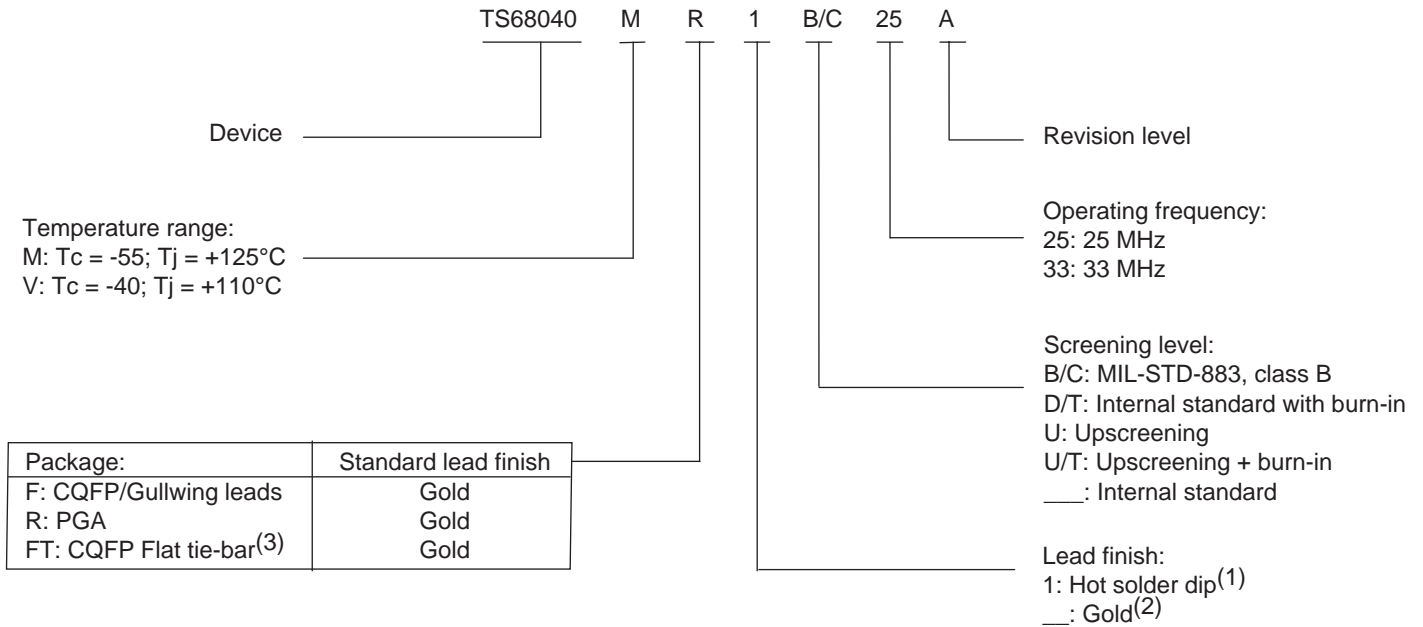 TS68040 M R 1 B/C 25 A
Device
Revision level
Temperature range:
M: Tc = -55; Tj = +125°C
V: Tc = -40; Tj = +110°C
Operating frequency:
25: 25 MHz
33: 33 MHz
Screening level:
B/C: MIL-STD-883, class B
D/T: Internal standard with burn-in
U: Upscreening
U/T: Upscreening + burn-in
___: Internal standard
Package: Standard lead finish
F: CQFP/Gullwing leads Gold
R: PGA Gold
FT: CQFP Flat tie-bar(3) Gold
Lead finish:
1: Hot solder dip(1)
__: Gold(2)